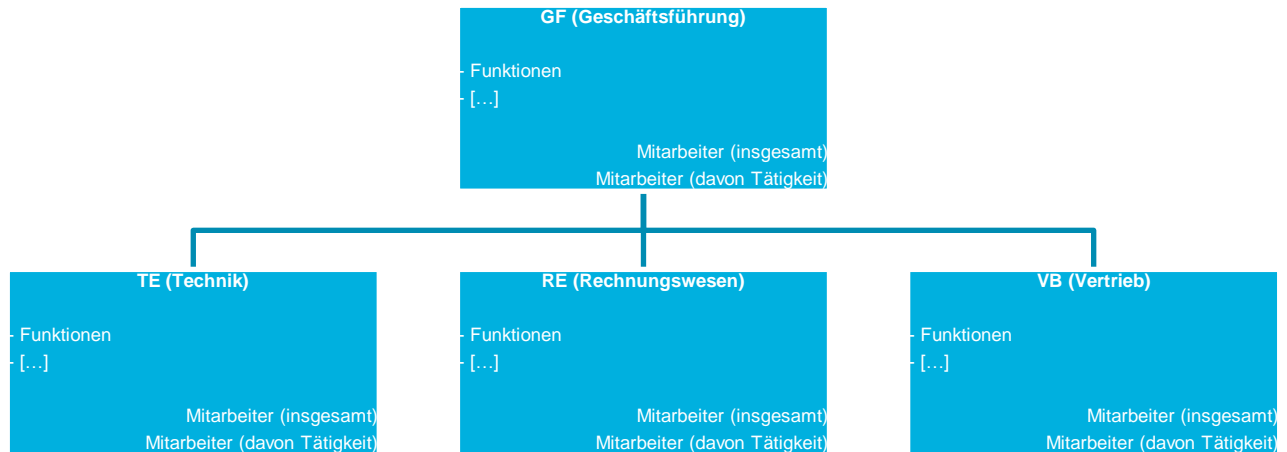 GF (Geschäftsführung)
- Funktionen
- […]
Mitarbeiter (insgesamt)
Mitarbeiter (davon Tätigkeit)
TE (Technik)
- Funktionen
- […]
Mitarbeiter (insgesamt)
Mitarbeiter (davon Tätigkeit)
RE (Rechnungswesen)
- Funktionen
- […]
Mitarbeiter (insgesamt)
Mitarbeiter (davon Tätigkeit)
VB (Vertrieb)
- Funktionen
- […]
Mitarbeiter (insgesamt)
Mitarbeiter (davon Tätigkeit)